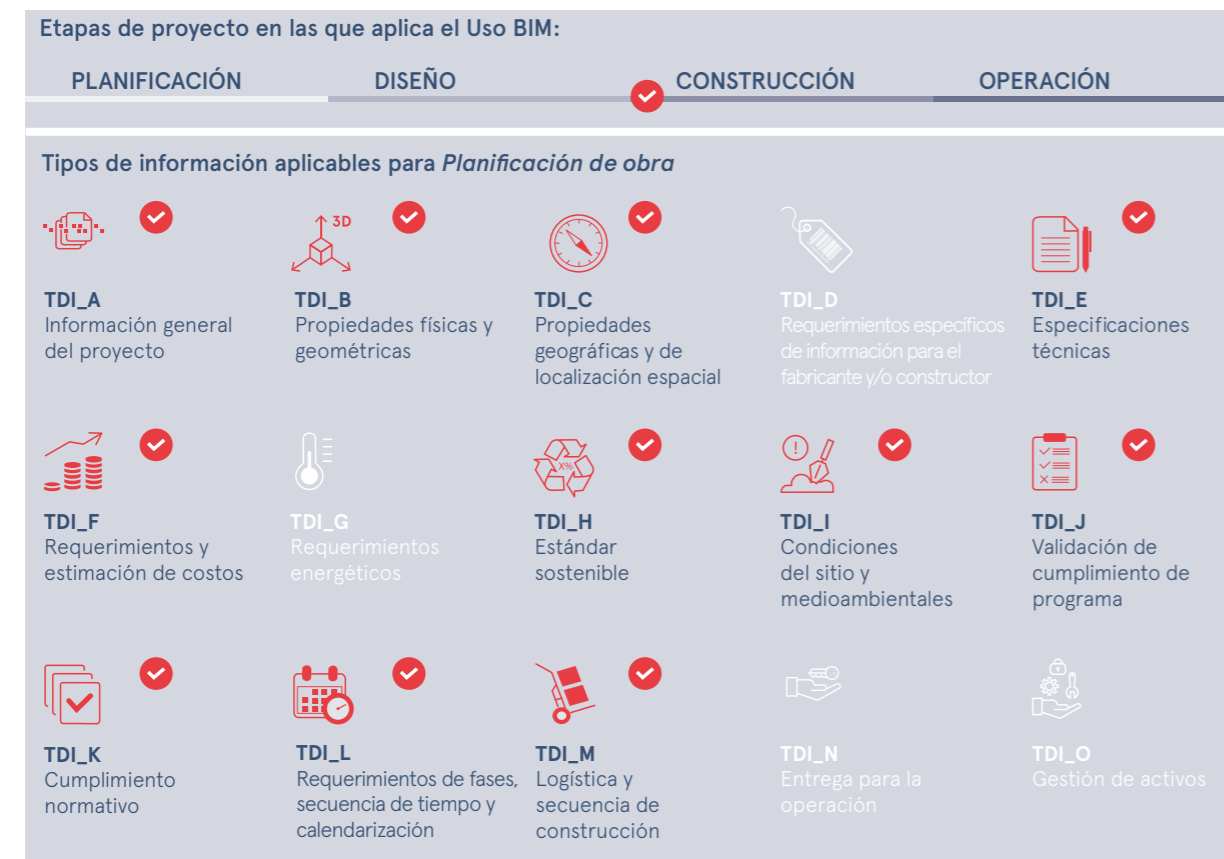 Etapas de proyecto en las que aplica el Uso BIM:
PLANIFICACIÓN DISEÑO CONSTRUCCIÓN OPERACIÓN
Tipos de información aplicables para Planificación de obra
3D
TDI_A
Información general
del proyecto
TDI_B
Propiedades físicas y
geométricas
TDI_C
Propiedades
geográficas y de
localización espacial
TDI_D
Requerimientos específicos
de información para el
fabricante y/o constructor
TDI_E
Especificaciones
técnicas
X%
TDI_F
Requerimientos y
estimación de costos
TDI_G
Requerimientos
energéticos
TDI_H
Estándar
sostenible
TDI_I
Condiciones
del sitio y
medioambientales
TDI_J
Validación de
cumplimiento de
programa
TDI_K
Cumplimiento
normativo
TDI_L
Requerimientos de fases,
secuencia de tiempo y
calendarización
TDI_M
Logística y
secuencia de
construcción
TDI_N
Entrega para la
operación
TDI_O
Gestión de activos